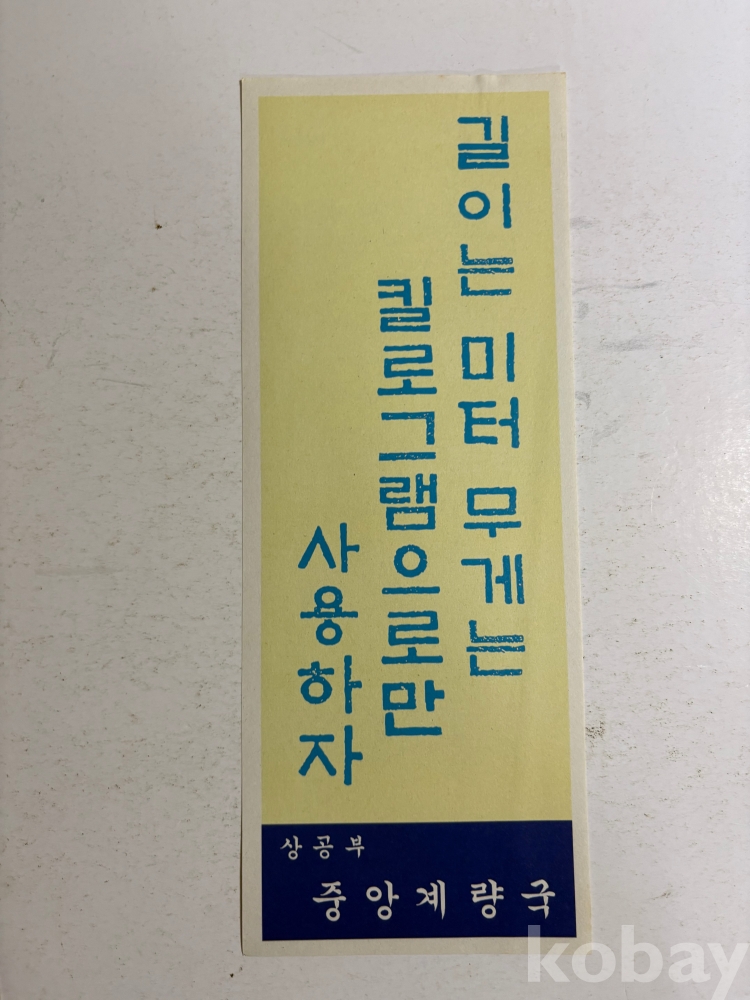 길이는 미터 무게는
킬로그램으로만
사용하자
상공부
중앙계량국
kobay